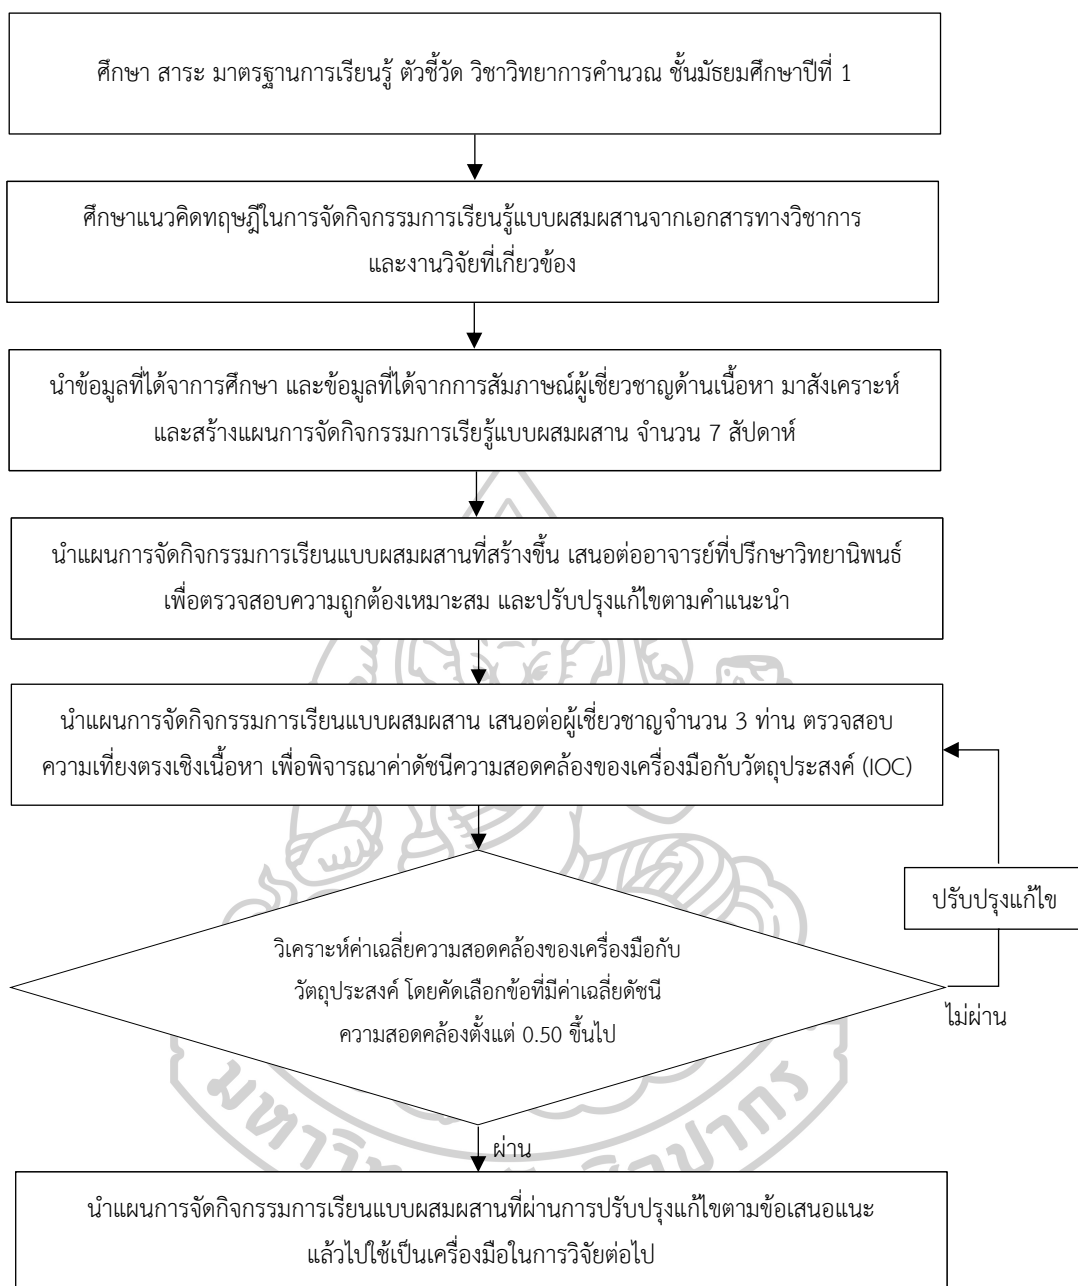 ศึกษา สาระ มาตรฐานการเรียนรู้ ตัวชี้วัด วิชาวิทยาการคำนวณ ชั้นมัธยมศึกษาปีที่ 1
ศึกษาแนวคิดทฤษฎีในการจัดกิจกรรมการเรียนรู้แบบผสมผสานจากเอกสารทางวิชาการ
และงานวิจัยที่เกี่ยวข้อง
นำข้อมูลที่ได้จาการศึกษา และข้อมูลที่ได้จากการสัมภาษณ์ผู้เชี่ยวชาญด้านเนื้อหา มาสังเคราะห์
และสร้างแผนการจัดกิจกรรมการเรียรู้แบบผสมผสาน จำนวน 7 สัปดาห์
นำแผนการจัดกิจกรรมการเรียนแบบผสมผสานที่สร้างขึ้น เสนอต่ออาจารย์ที่ปรึกษาวิทยานิพนธ์
เพื่อตรวจสอบความถูกต้องเหมาะสม และปรับปรุงแก้ไขตามคำแนะนำ
นำแผนการจัดกิจกรรมการเรียนแบบผสมผสาน เสนอต่อผู้เชี่ยวชาญจำนวน 3 ท่าน ตรวจสอบ
ความเที่ยงตรงเชิงเนื้อหา เพื่อพิจารณาค่าดัชนีความสอดคล้องของเครื่องมือกับวัตถุประสงค์ (IOC)
ปรับปรุงแก้ไข
วิเคราะห์ค่าเฉลี่ยความสอดคล้องของเครื่องมือกับ
วัตถุประสงค์ โดยคัดเลือกข้อที่มีค่าเฉลี่ยดัชนี
ความสอดคล้องตั้งแต่ 0.50 ขึ้นไป
ไม่ผ่าน
ผ่าน
นำแผนการจัดกิจกรรมการเรียนแบบผสมผสานที่ผ่านการปรับปรุงแก้ไขตามข้อเสนอแนะ
แล้วไปใช้เป็นเครื่องมือในการวิจัยต่อไป